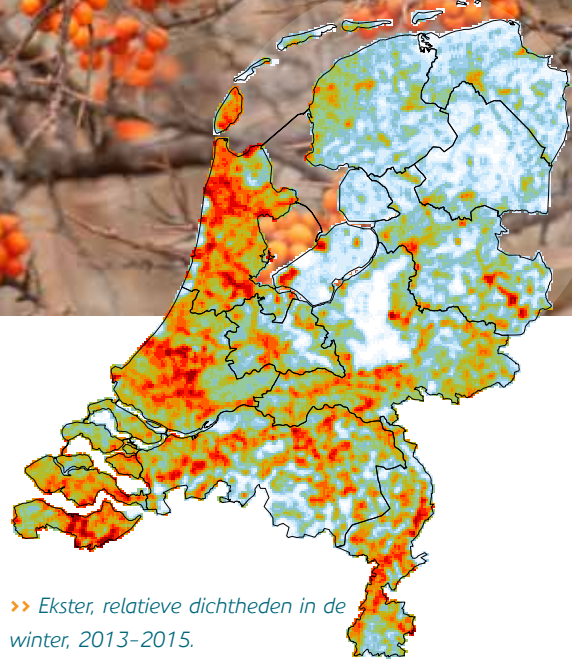 >> Ekster, relatieve dichtheden in de
winter, 2013-2015.